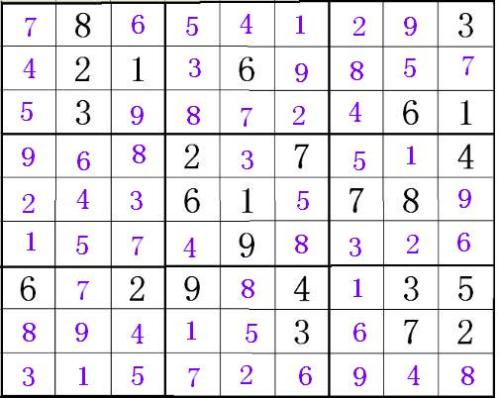 7 8 6 5 4 1 2 9 3
4 2 1 3 6 9 8 5 7
5 3 9 8 7 2 4 6 1
9 6 8 2 3 7 5 1 4
2 4 3 6 1 5 7 8 9
1 5 7 4 9 8 3 2 6
6 7 2 9 8 4 1 3 5
8 9 4 1 5 3 6 7 2
3 1 5 7 2 6 9 4 8